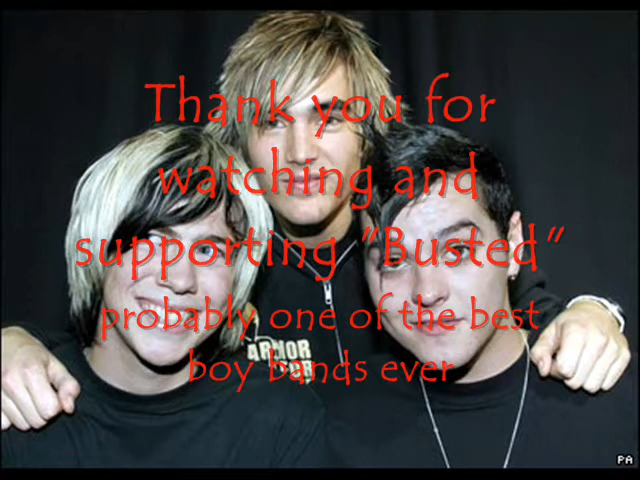 Thank you for
watching and
supporting "Busted"
probably one of the best
boy bands ever
ARMOR
PA